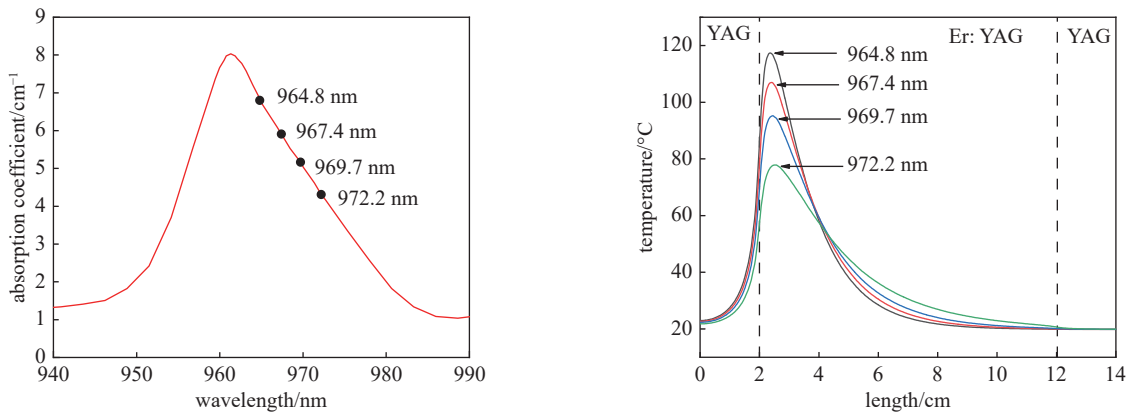 9
8
7
6
5
4
3
2
1
0
absorption coefficient/cm⁻¹
964.8 nm
967.4 nm
969.7 nm
972.2 nm
940 950 960 970 980 990
wavelength/nm
YAG Er: YAG YAG
120
100
80
60
40
20
temperature/°C
964.8 nm
967.4 nm
969.7 nm
972.2 nm
0 2 4 6 8 10 12 14
length/cm